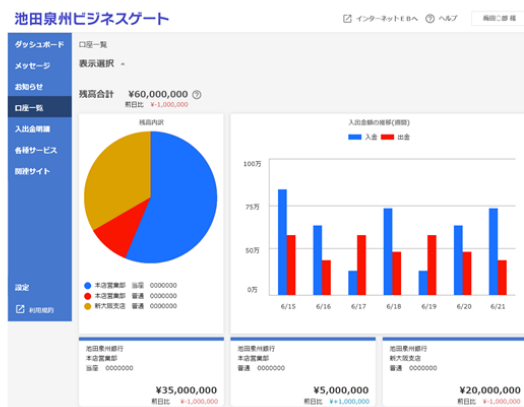 池田泉州ビジネスゲート
インターネットEBへ
ヘルプ
梅田二郎 様
ダッシュボード
メッセージ
お知らせ
口座一覧
入出金明細
各種サービス
関連サイト
設定
利用規約
口座一覧
表示選択
残高合計 ¥60,000,000
前日比 ¥-1,000,000
残高内訳
本店営業部 当座 0000000
本店営業部 普通 0000000
新大阪支店 普通 0000000
入出金額の推移(週間)
入金 出金
100万
75万
50万
0万
6/15 6/16 6/17 6/18 6/19 6/20 6/21
池田泉州銀行
本店営業部
当座 0000000
¥35,000,000
前日比 ¥-1,000,000
池田泉州銀行
本店営業部
普通 0000000
¥5,000,000
前日比 ¥+1,000,000
池田泉州銀行
新大阪支店
普通 0000000
¥20,000,000
前日比 ¥-1,000,000